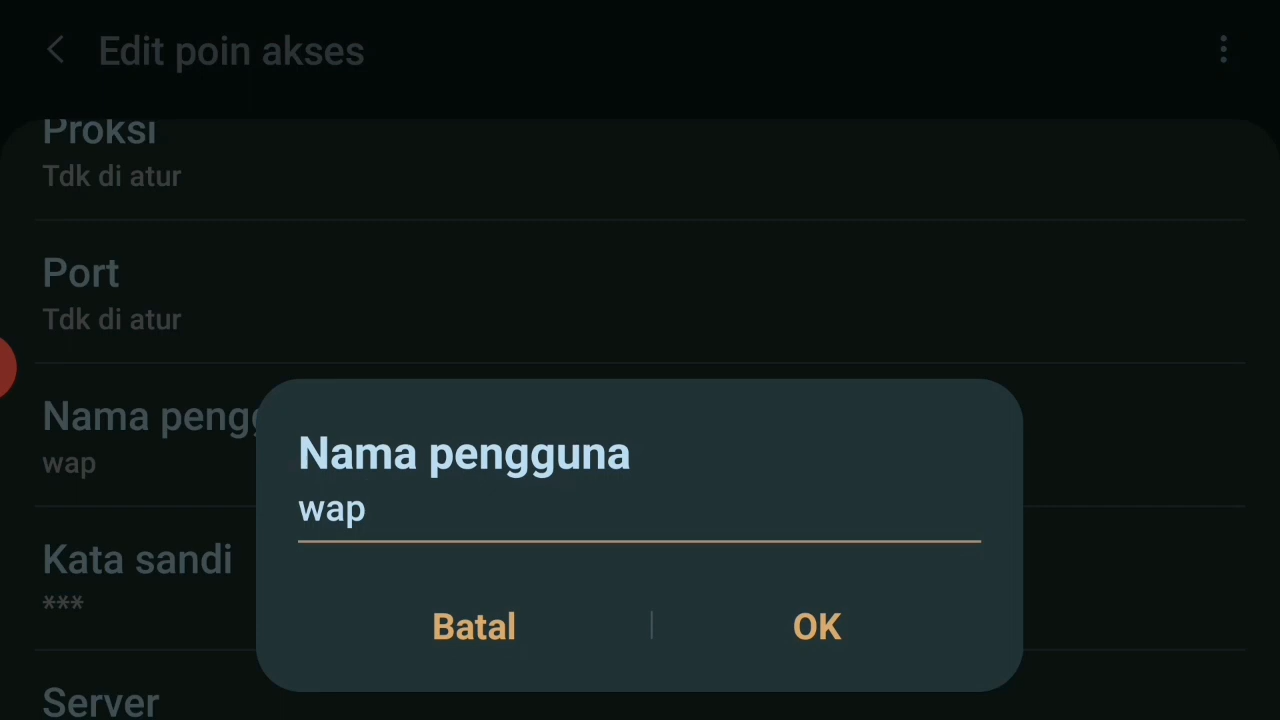 Edit poin akses
Proksi
Tdk di atur
Port
Tdk di atur
Nama pengg
wap
Kata sandi
***
Server
Nama pengguna
wap
Batal
OK